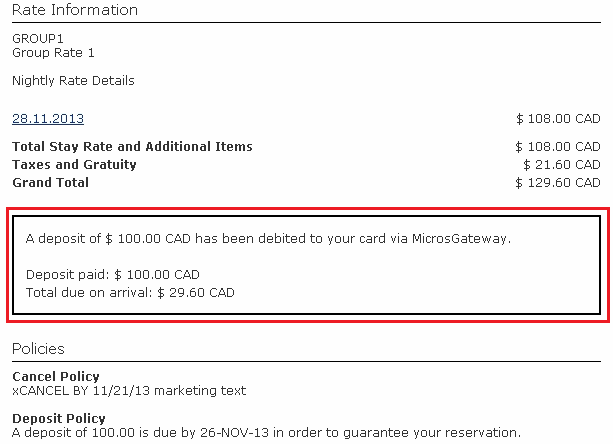 Rate Information
GROUP1
Group Rate 1
Nightly Rate Details
28.11.2013 $ 108.00 CAD
Total Stay Rate and Additional Items $ 108.00 CAD
Taxes and Gratuity $ 21.60 CAD
Grand Total $ 129.60 CAD
A deposit of $ 100.00 CAD has been debited to your card via MicrosGateway.
Deposit paid: $ 100.00 CAD
Total due on arrival: $ 29.60 CAD
Policies
Cancel Policy
xCANCEL BY 11/21/13 marketing text
Deposit Policy
A deposit of 100.00 is due by 26-NOV-13 in order to guarantee your reservation.